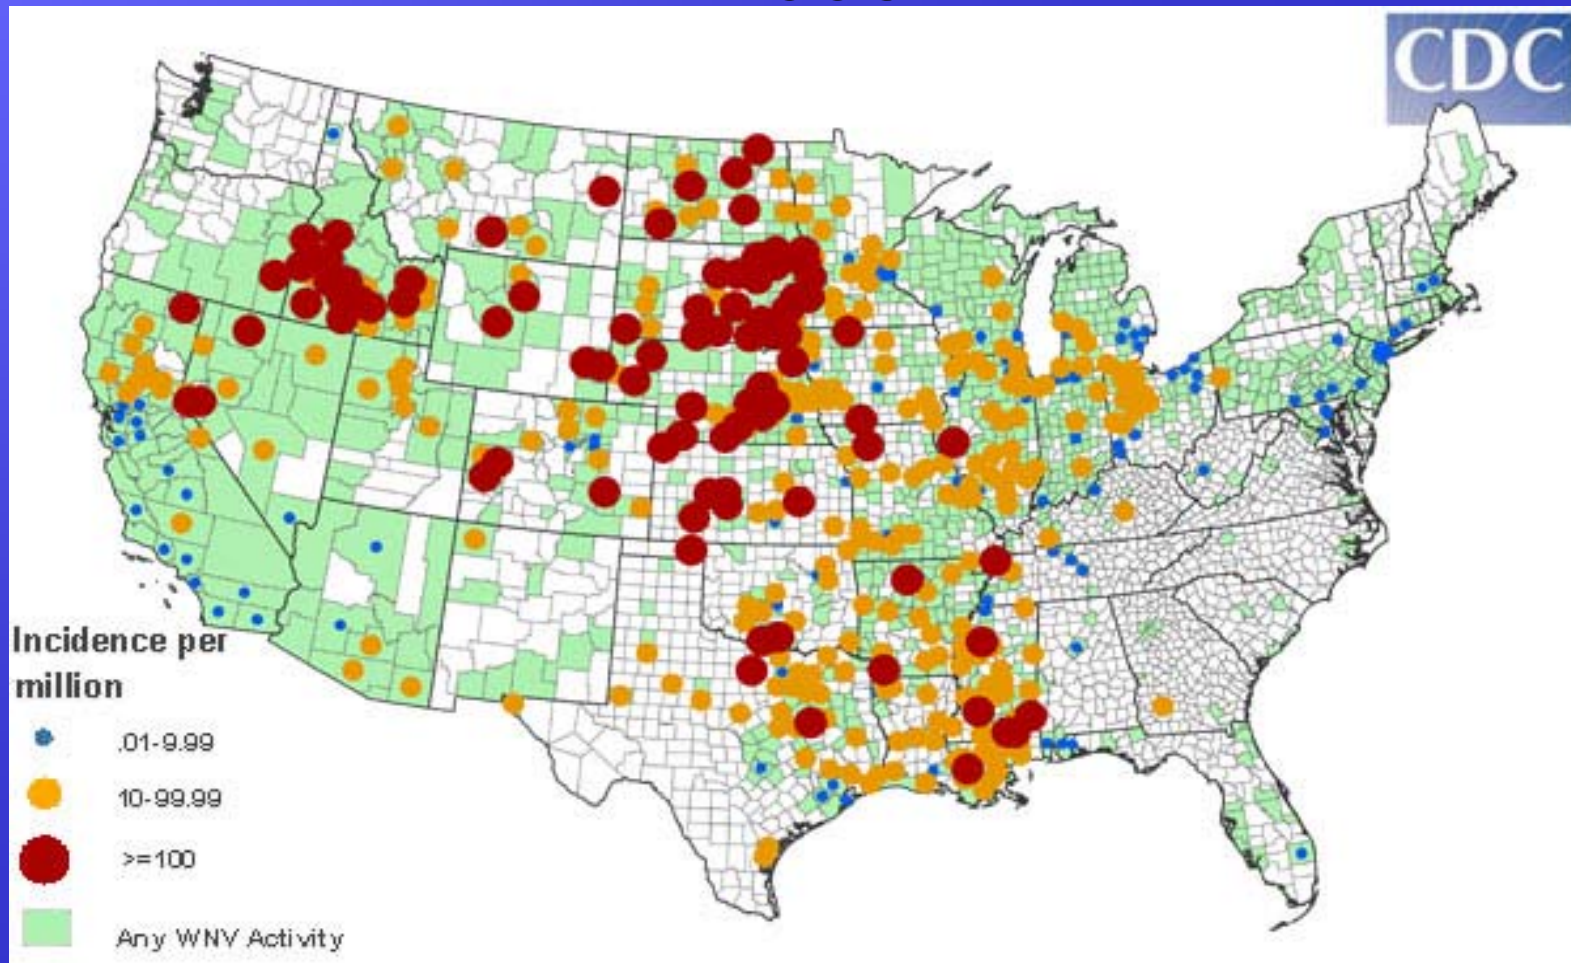 CDC
Incidence per
million
.01-9.99
10-99.99
>=100
Any WNV Activity